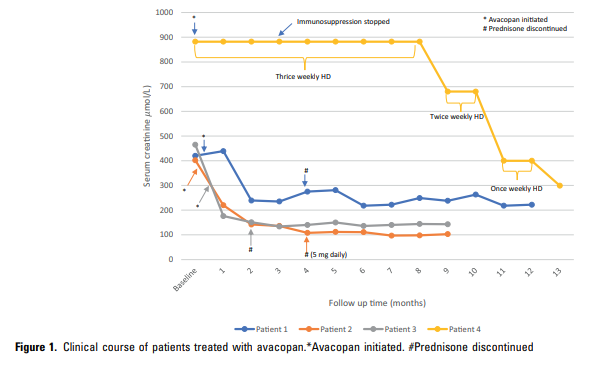 1000
900
800
700
600
500
400
300
200
100
0
Serum creatinine µmol/L)
* Avacopan initiated
# Prednisone discontinued
*
Immunosuppression stopped
Thrice weekly HD
Twice weekly HD
Once weekly HD
*
*
*
#
#
# (5 mg daily)
Baseline
1
2
3
4
5
6
7
8
9
10
11
12
13
Follow up time (months)
Patient 1 Patient 2 Patient 3 Patient 4
Figure 1. Clinical course of patients treated with avacopan.*Avacopan initiated. #Prednisone discontinued